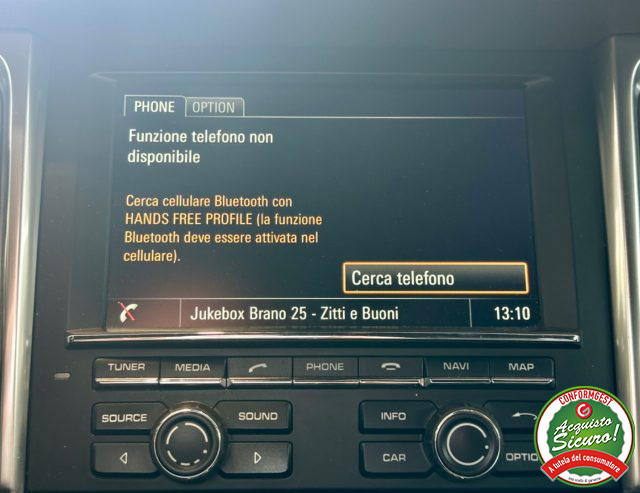 PHONE OPTION
Funzione telefono non
disponibile
Cerca cellulare Bluetooth con
HANDS FREE PROFILE (la funzione
Bluetooth deve essere attivata nel
cellulare).
Cerca telefono
Jukebox Brano 25 - Zitti e Buoni 13:10
TUNER MEDIA PHONE NAVI MAP
SOURCE SOUND INFO
CAR OPTIO
CONFORMGEST
Acquisto
Sicuro!
A tutela del consumatore